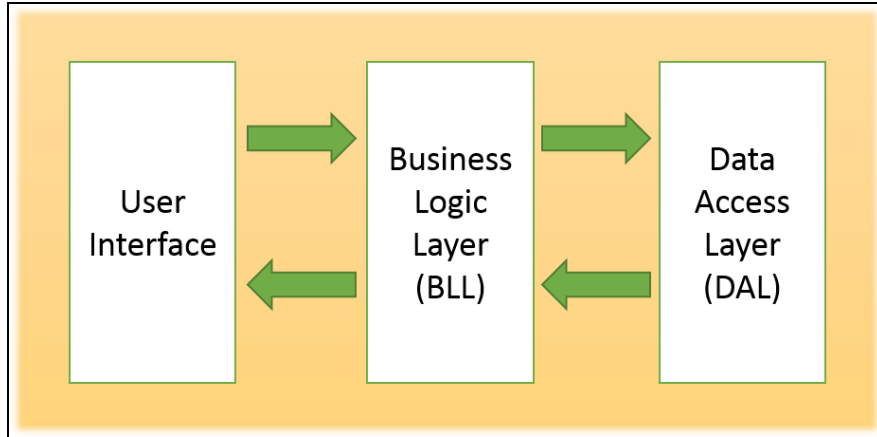 User
Interface
Business
Logic
Layer
(BLL)
Data
Access
Layer
(DAL)